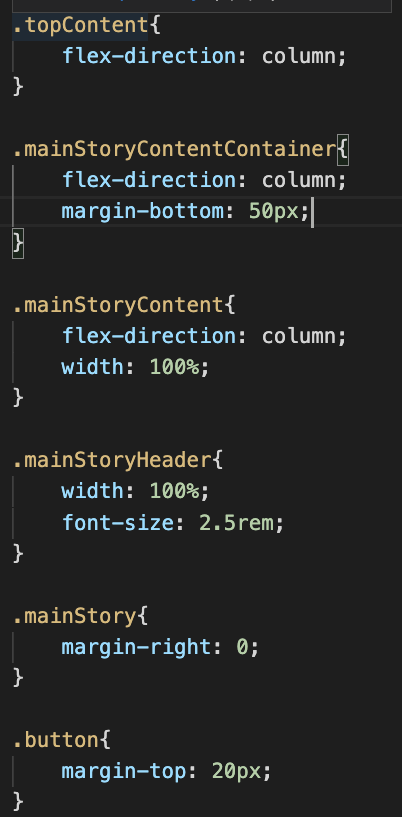 .topContent{
flex-direction: column;
}
.mainStoryContentContainer{
flex-direction: column;
margin-bottom: 50px;
}
.mainStoryContent{
flex-direction: column;
width: 100%;
}
.mainStoryHeader{
width: 100%;
font-size: 2.5rem;
}
.mainStory{
margin-right: 0;
}
.button{
margin-top: 20px;
}